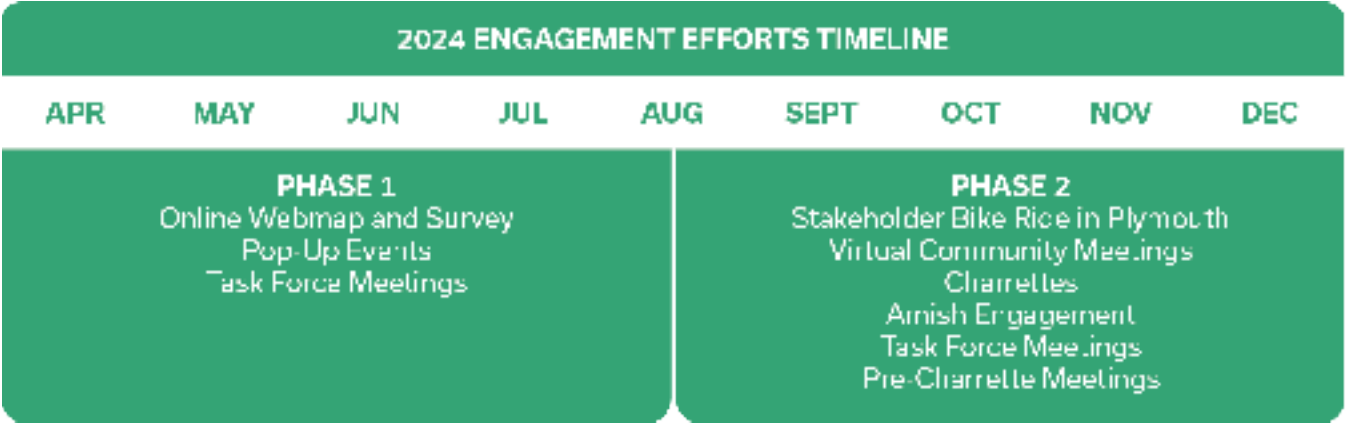 2024 ENGAGEMENT EFFORTS TIMELINE
APR MAY JUN JUL AUG SEPT OCT NOV DEC
PHASE 1
Online Webmap and Survey
Pop-Up Events
Task Force Meetings
PHASE 2
Stakeholder Bike Ride in Plymouth
Virtual Community Meetings
Charrettes
Amish Engagement
Task Force Meetings
Pre-Charrette Meetings